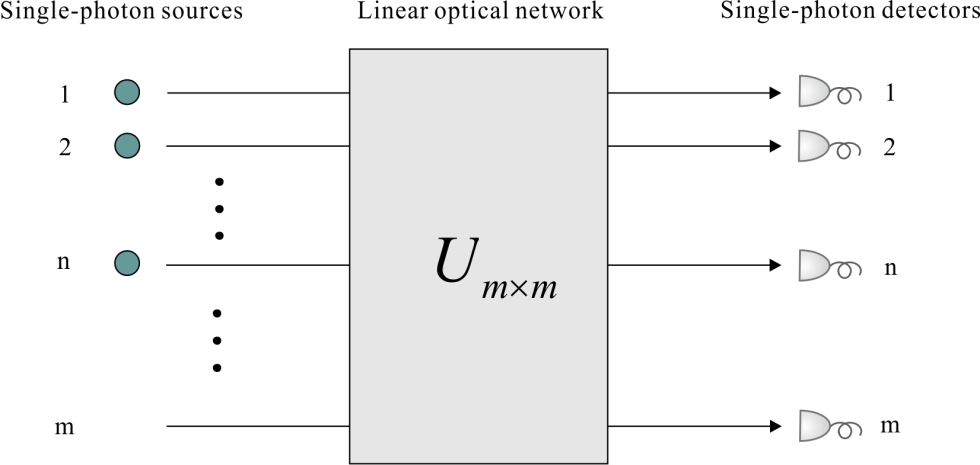 Single-photon sources Linear optical network Single-photon detectors
1 1
2 2
n U m×m n
m m